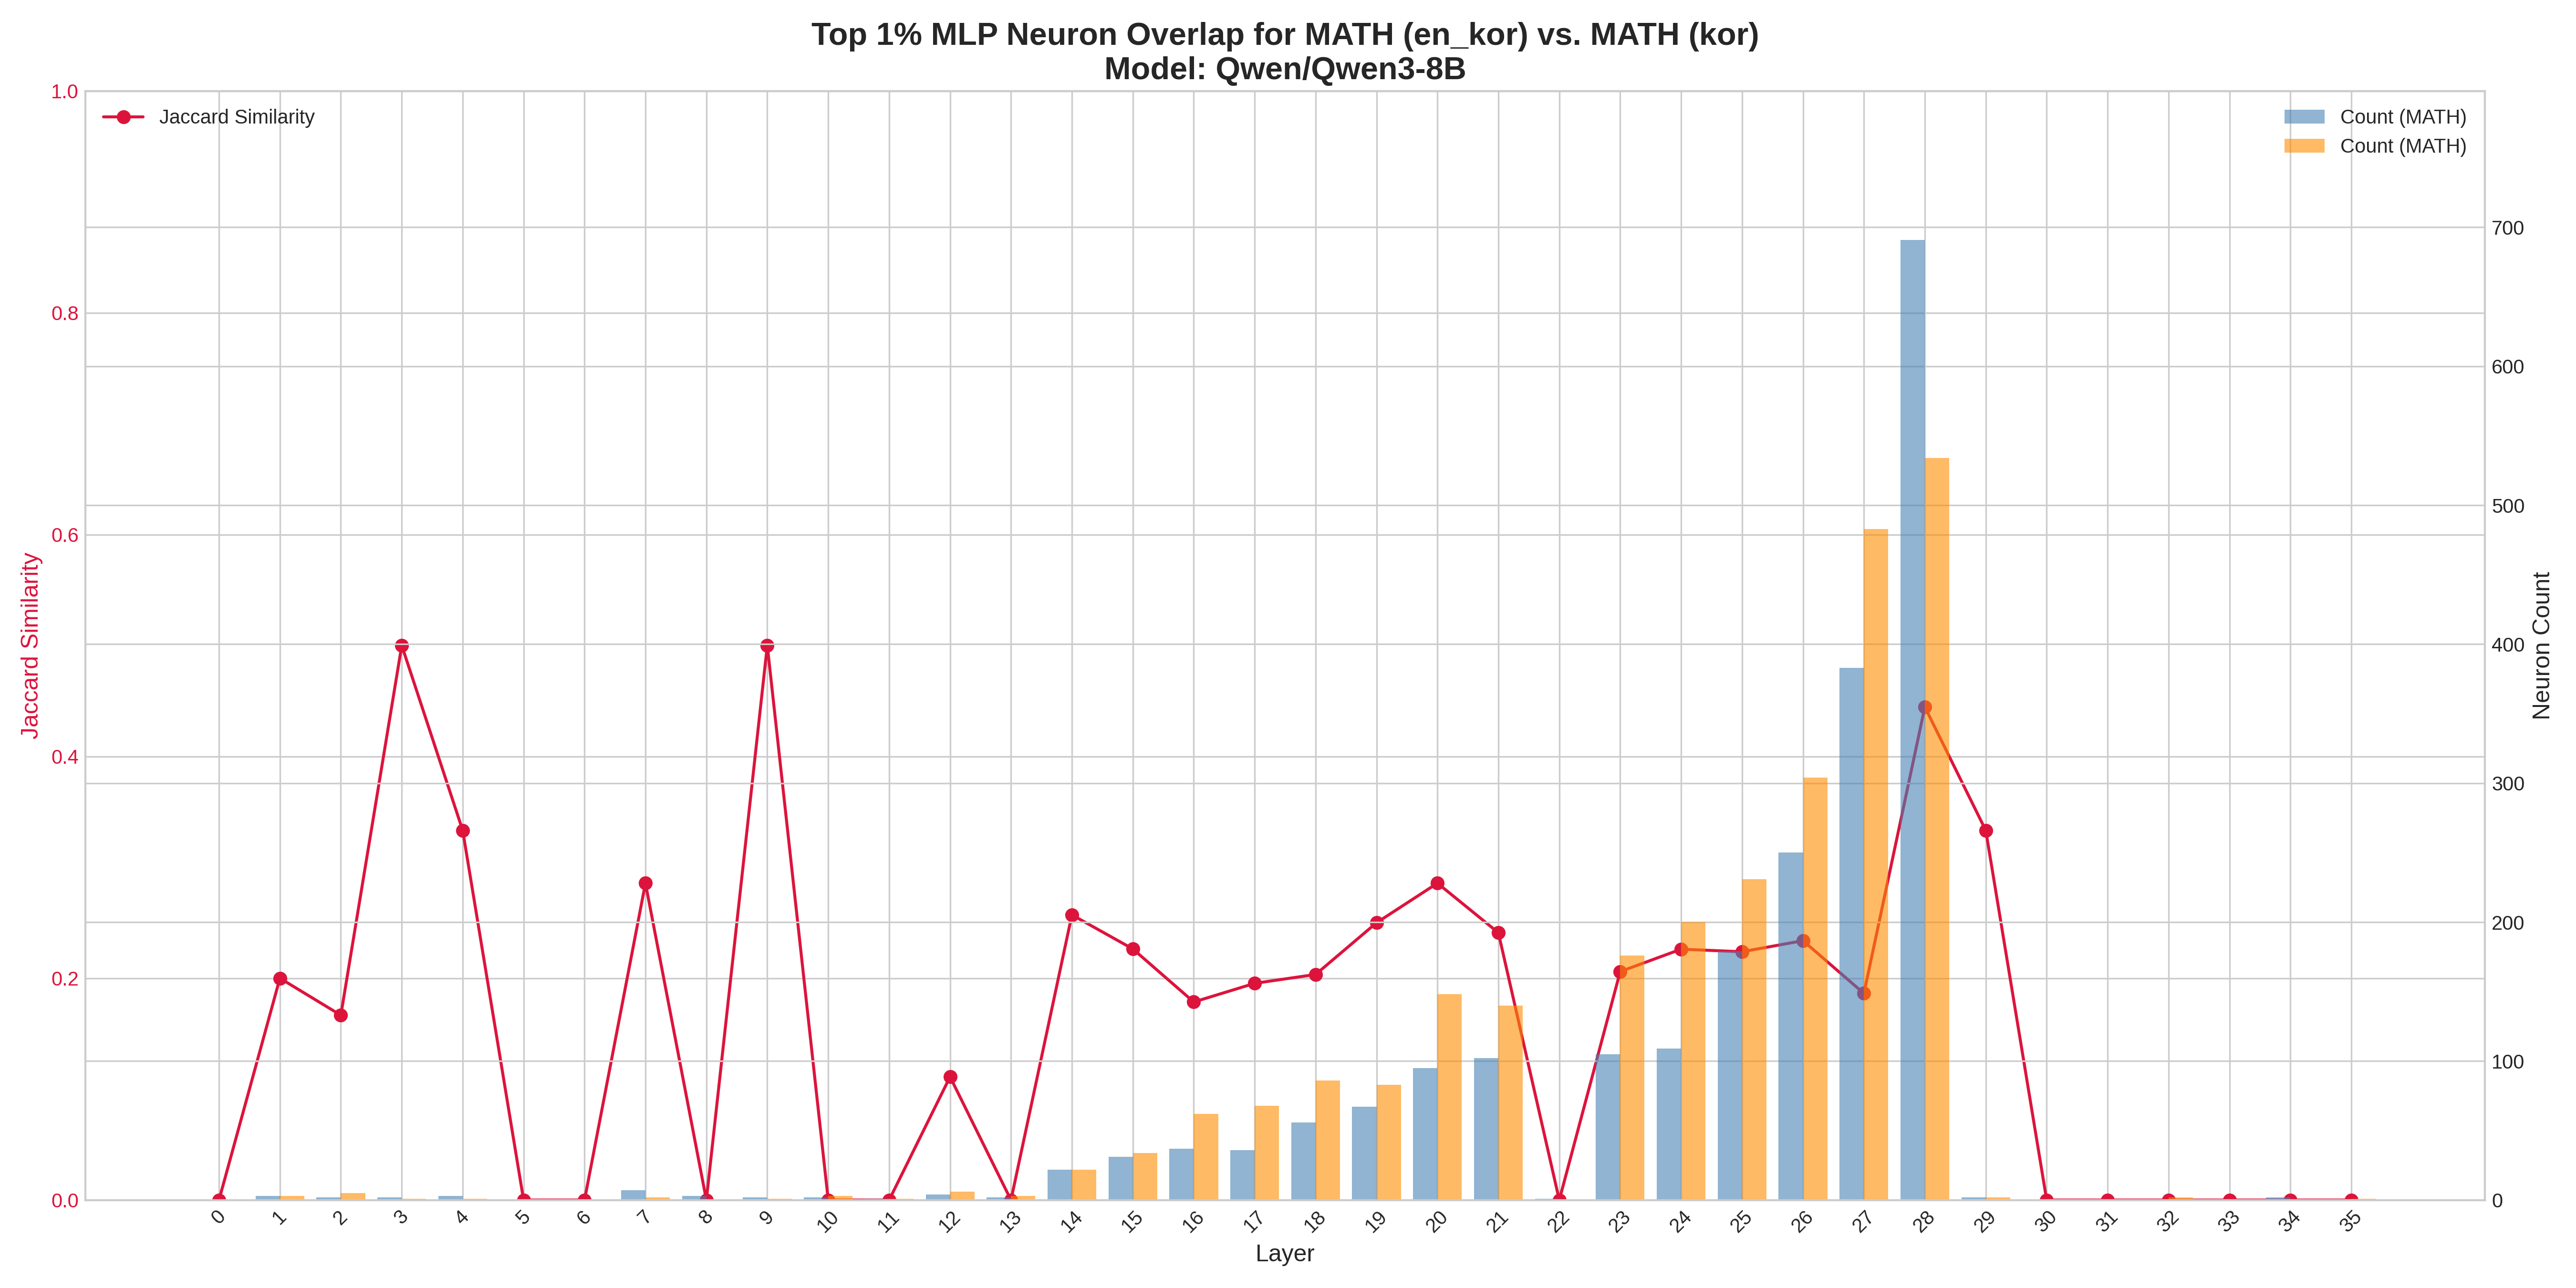 Top 1% MLP Neuron Overlap for MATH (en_kor) vs. MATH (kor)
Model: Qwen/Qwen3-8B
Jaccard Similarity
Count (MATH)
Count (MATH)
Jaccard Similarity
1.0
0.8
0.6
0.4
0.2
0.0
Neuron Count
700
600
500
400
300
200
100
0
0 1 2 3 4 5 6 7 8 9 10 11 12 13 14 15 16 17 18 19 20 21 22 23 24 25 26 27 28 29 30 31 32 33 34 35
Layer